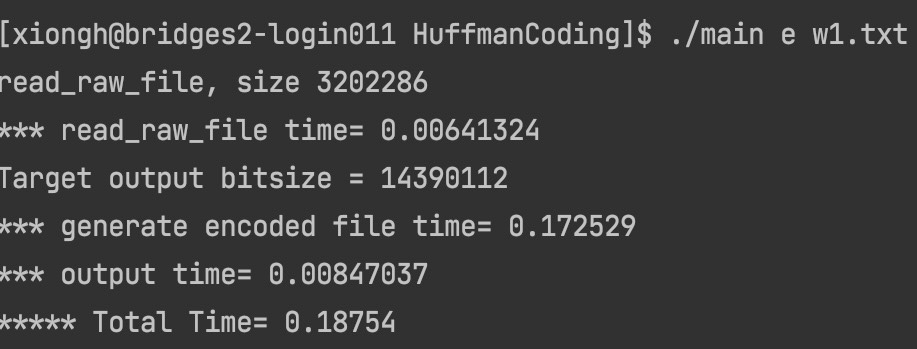 [xiongh@bridges2-login011 HuffmanCoding]$ ./main e w1.txt
read_raw_file, size 3202286
*** read_raw_file time= 0.00641324
Target output bitsize = 14390112
*** generate encoded file time= 0.172529
*** output time= 0.00847037
***** Total Time= 0.18754